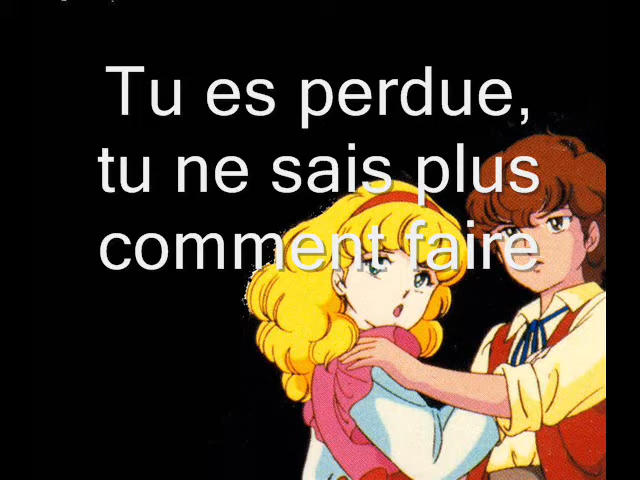 Tu es perdue,
tu ne sais plus
comment faire